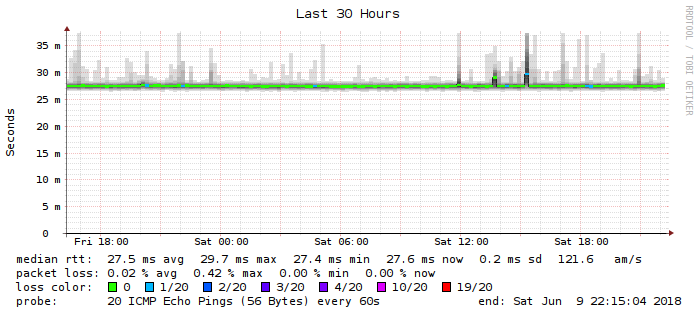 Last 30 Hours
RRDTOOL / TOBI OETIKER
Seconds
35 m
30 m
25 m
20 m
15 m
10 m
5 m
0
Fri 18:00 Sat 00:00 Sat 06:00 Sat 12:00 Sat 18:00
median rtt: 27.5 ms avg 29.7 ms max 27.4 ms min 27.6 ms now 0.2 ms sd 121.6 am/s
packet loss: 0.02 % avg 0.42 % max 0.00 % min 0.00 % now
loss color: 0 1/20 2/20 3/20 4/20 10/20 19/20
probe: 20 ICMP Echo Pings (56 Bytes) every 60s end: Sat Jun 9 22:15:04 2018